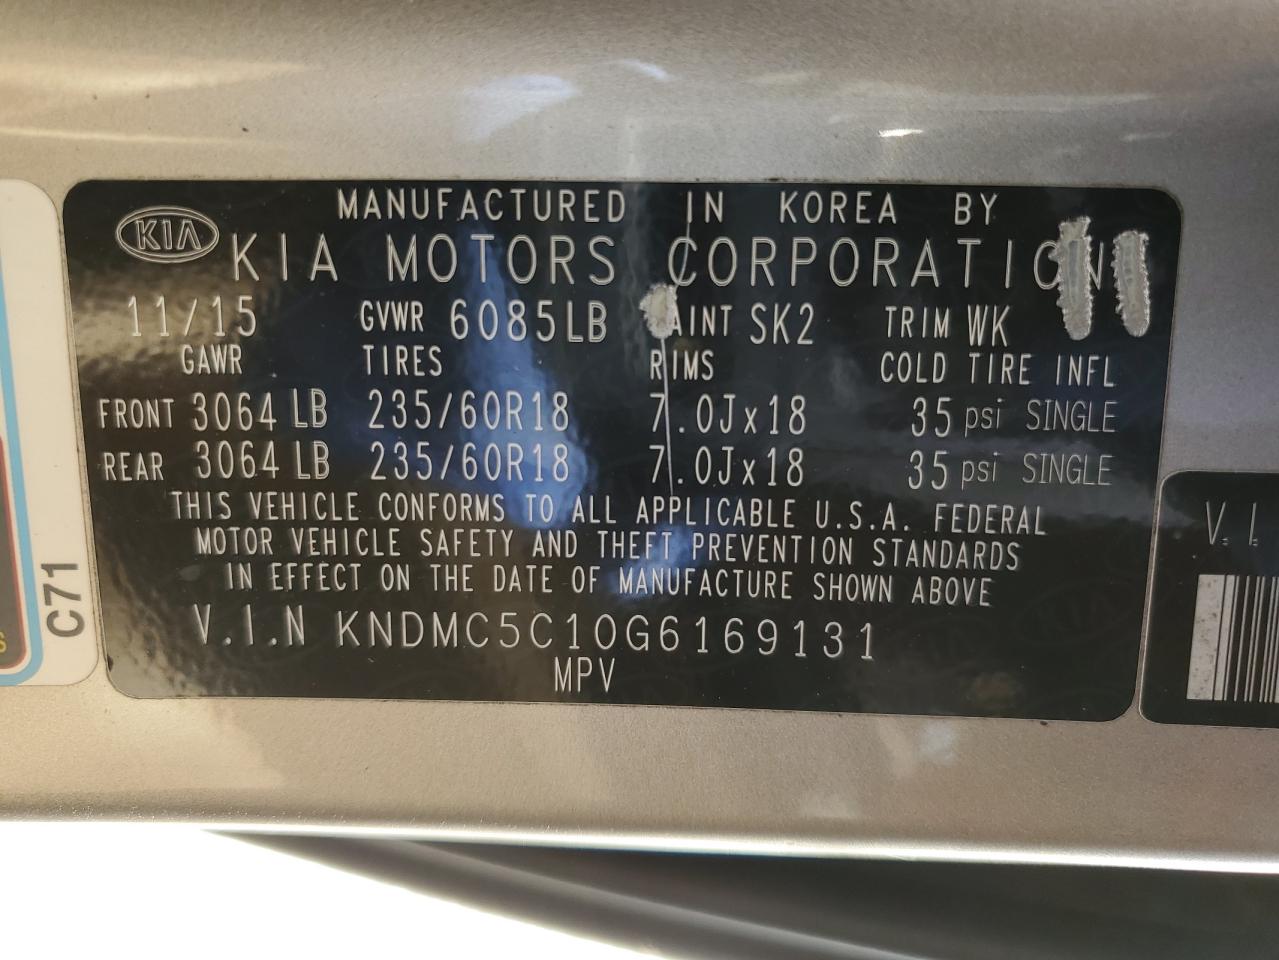 MANUFACTURED IN KOREA BY
KIA KIA MOTORS CORPORATION
11/15 GVWR 6085LB PAINT SK2 TRIM WK
GAWR TIRES RIMS COLD TIRE INFL
FRONT 3064 LB 235/60R18 7.0Jx18 35 psi SINGLE
REAR 3064 LB 235/60R18 7.0Jx18 35 psi SINGLE
THIS VEHICLE CONFORMS TO ALL APPLICABLE U.S.A. FEDERAL
MOTOR VEHICLE SAFETY AND THEFT PREVENTION STANDARDS
IN EFFECT ON THE DATE OF MANUFACTURE SHOWN ABOVE
V.I.N KNDMC5C10G6169131
MPV
C71
V.I.